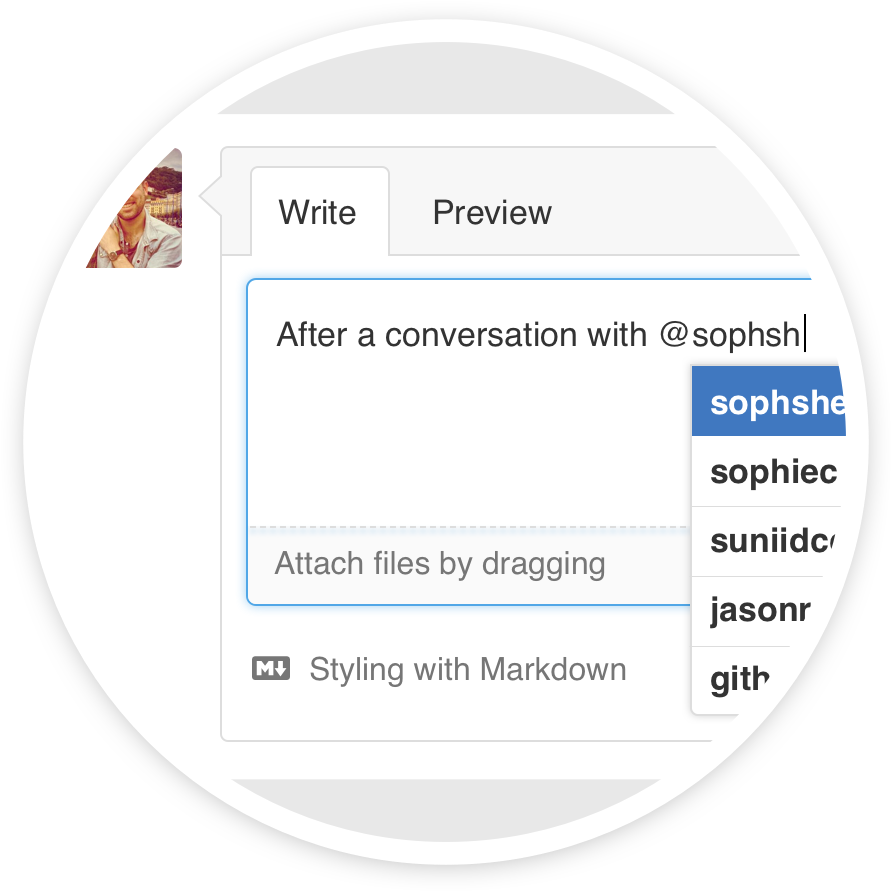 Write Preview
After a conversation with @sophsh
sophshe
sophiec
suniidc
jasonr
gith
Attach files by dragging
M Styling with Markdown